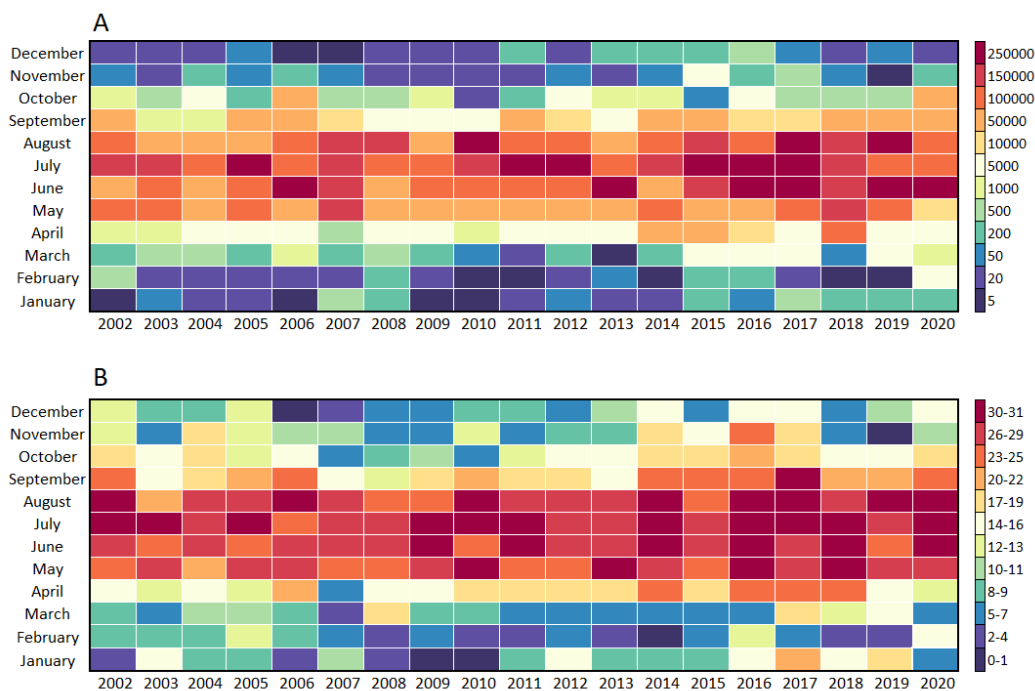 A
December
November
October
September
August
July
June
May
April
March
February
January
250000
150000
100000
50000
10000
5000
1000
500
200
50
20
5
2002 2003 2004 2005 2006 2007 2008 2009 2010 2011 2012 2013 2014 2015 2016 2017 2018 2019 2020
B
December
November
October
September
August
July
June
May
April
March
February
January
30-31
26-29
23-25
20-22
17-19
14-16
12-13
10-11
8-9
5-7
2-4
0-1
2002 2003 2004 2005 2006 2007 2008 2009 2010 2011 2012 2013 2014 2015 2016 2017 2018 2019 2020